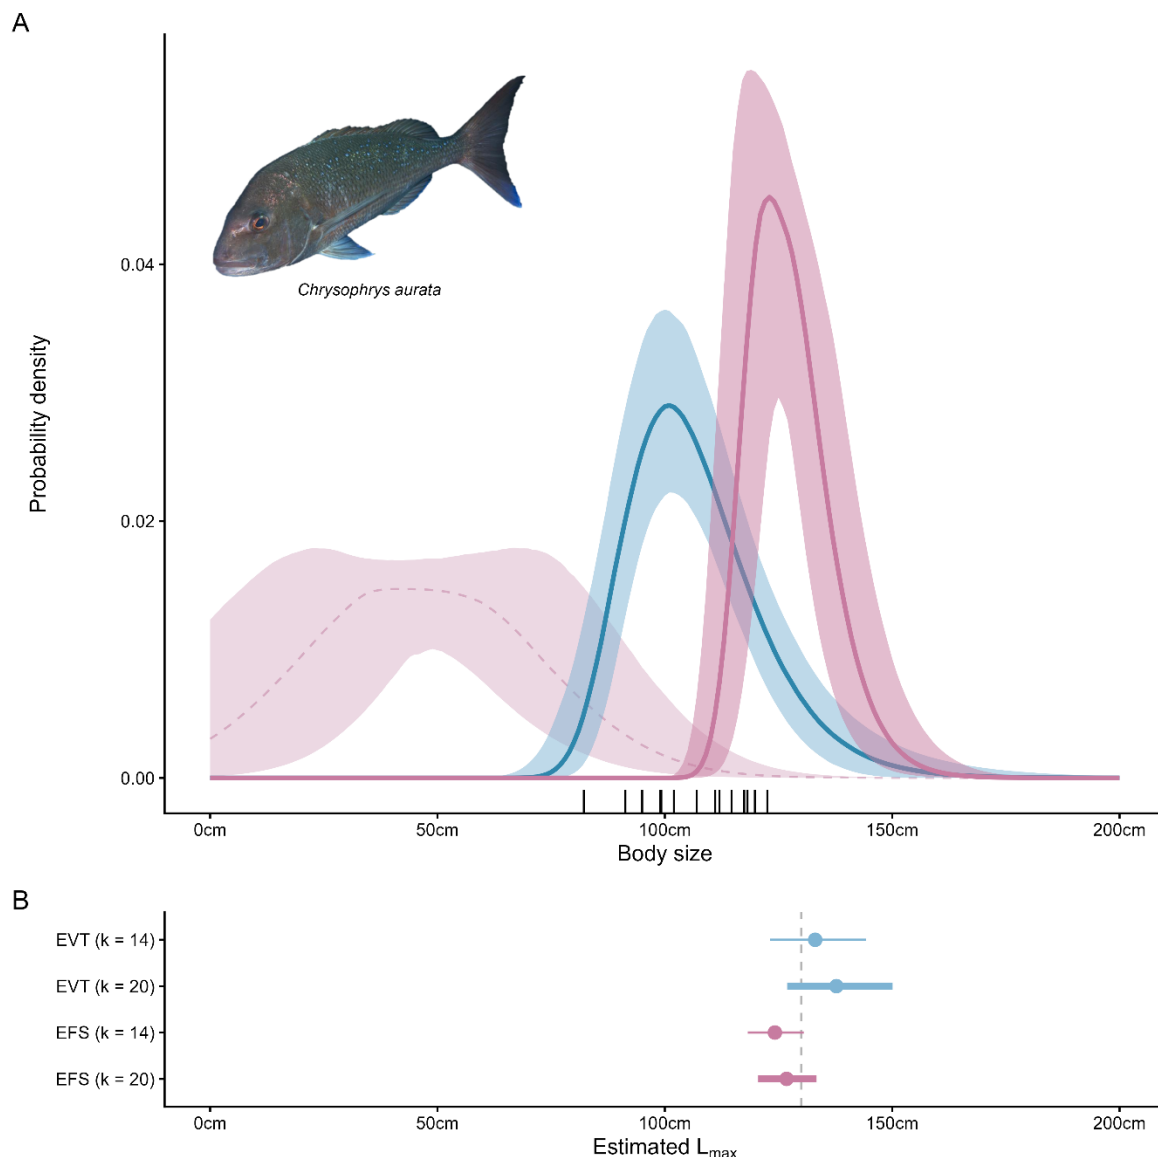 A
Chrysophrys aurata
Probability density
0.04
0.02
0.00
0cm 50cm 100cm 150cm 200cm
Body size
B
EVT (k = 14)
EVT (k = 20)
EFS (k = 14)
EFS (k = 20)
0cm 50cm 100cm 150cm 200cm
Estimated Lmax